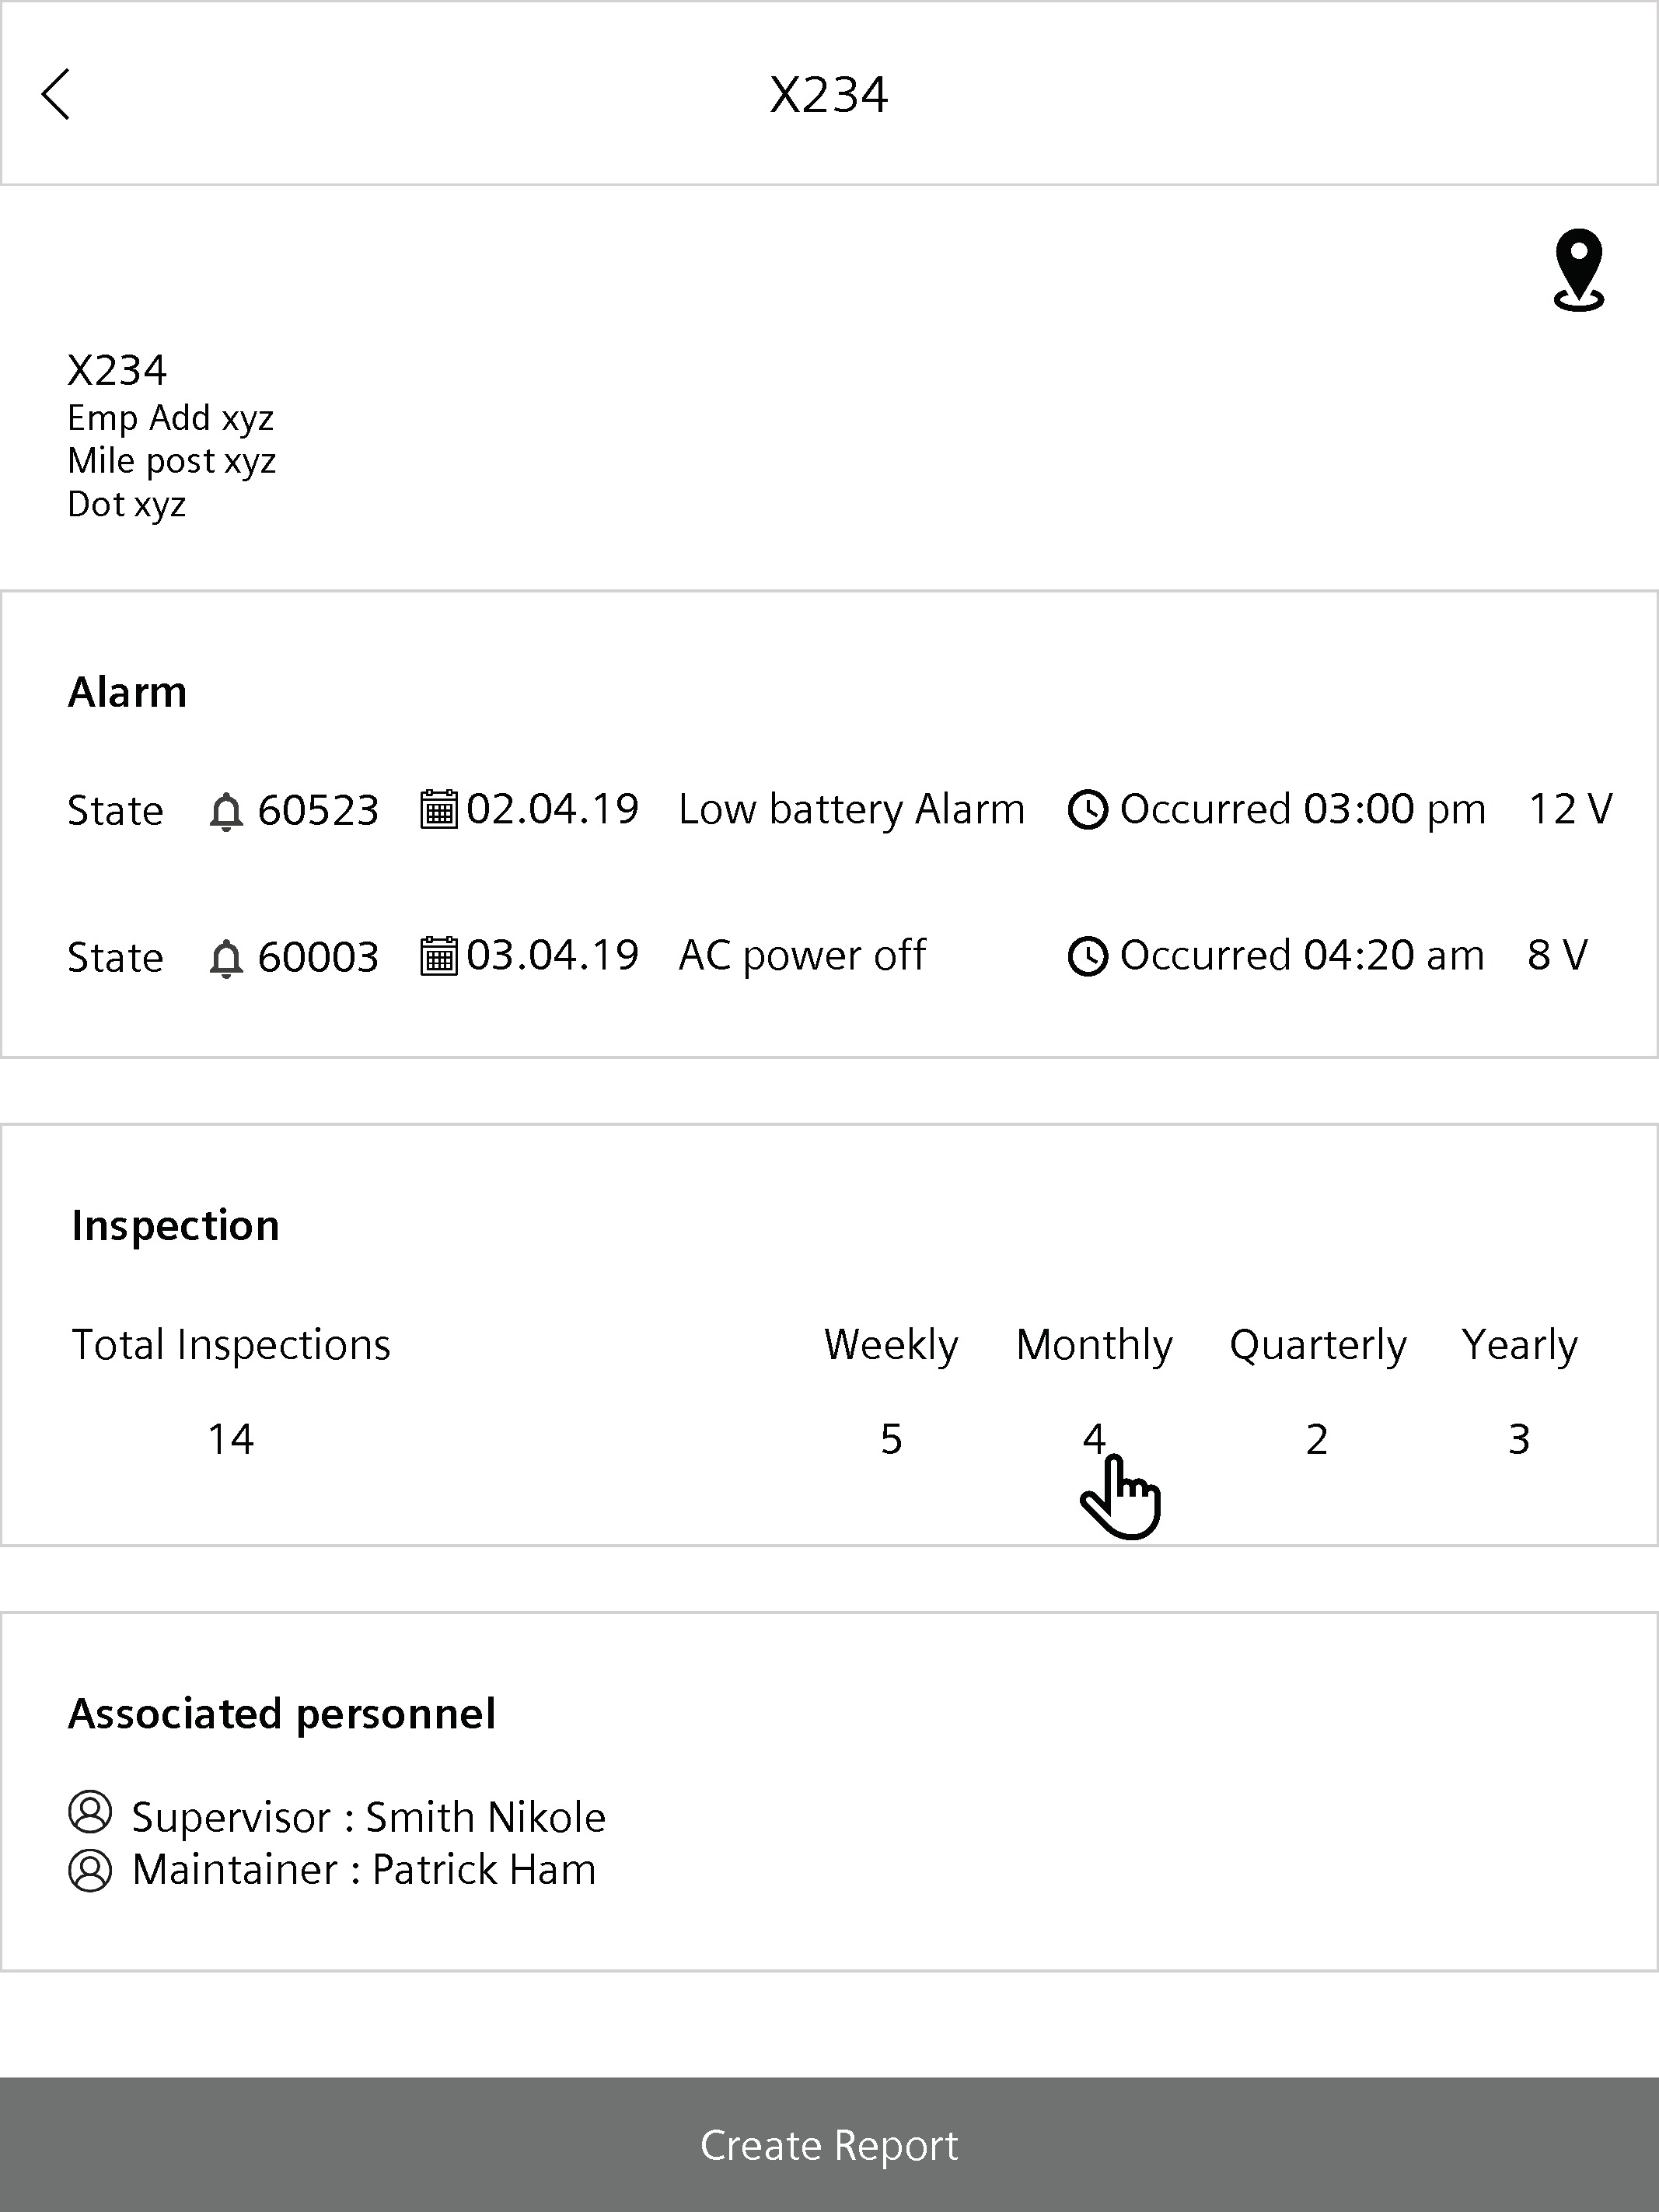 X234
X234
Emp Add xyz
Mile post xyz
Dot xyz
Alarm
State 60523 02.04.19 Low battery Alarm Occurred 03:00 pm 12 V
State 60003 03.04.19 AC power off Occurred 04:20 am 8 V
Inspection
Total Inspections Weekly Monthly Quarterly Yearly
14 5 4 2 3
Associated personnel
Supervisor : Smith Nikole
Maintainer : Patrick Ham
Create Report